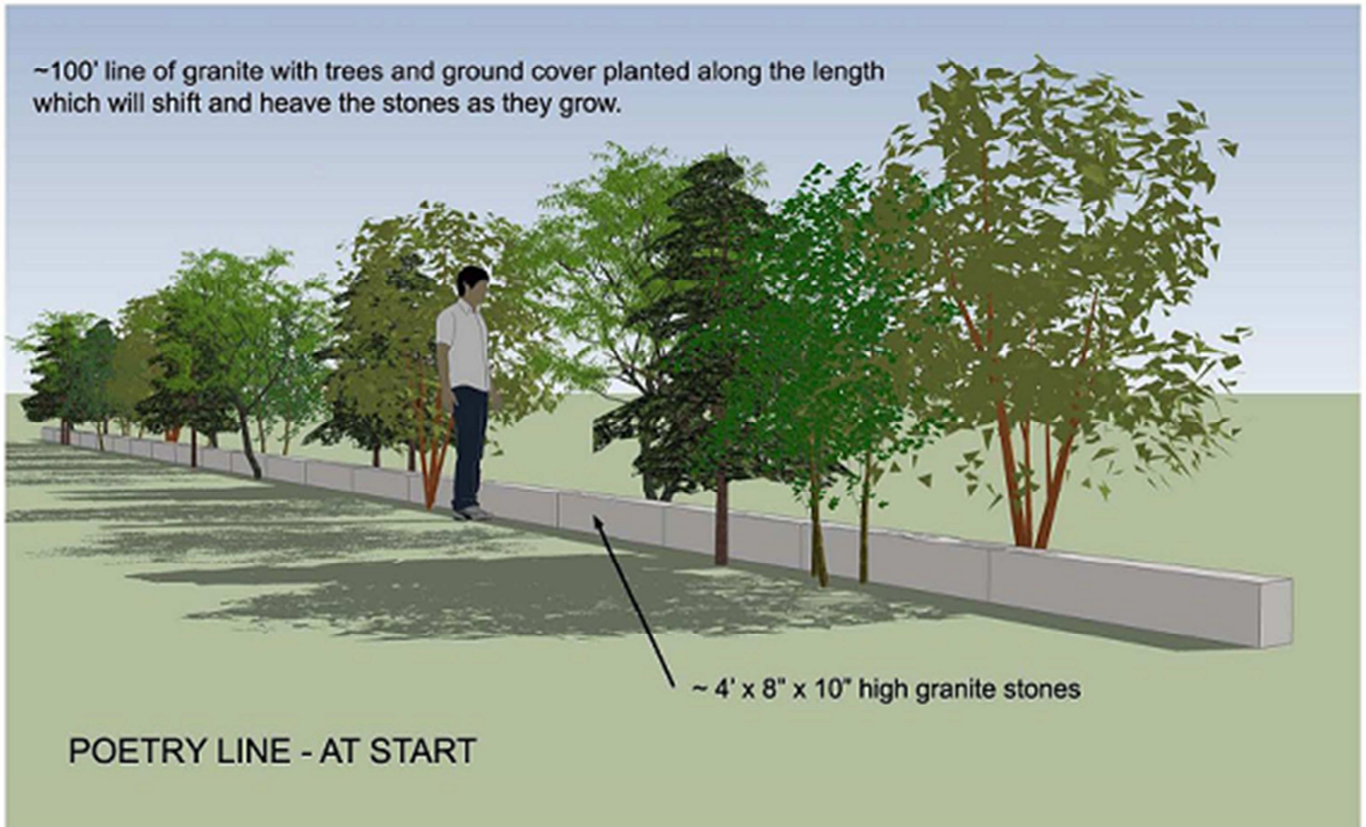 ~100' line of granite with trees and ground cover planted along the length
which will shift and heave the stones as they grow.
~ 4' x 8" x 10" high granite stones
POETRY LINE - AT START